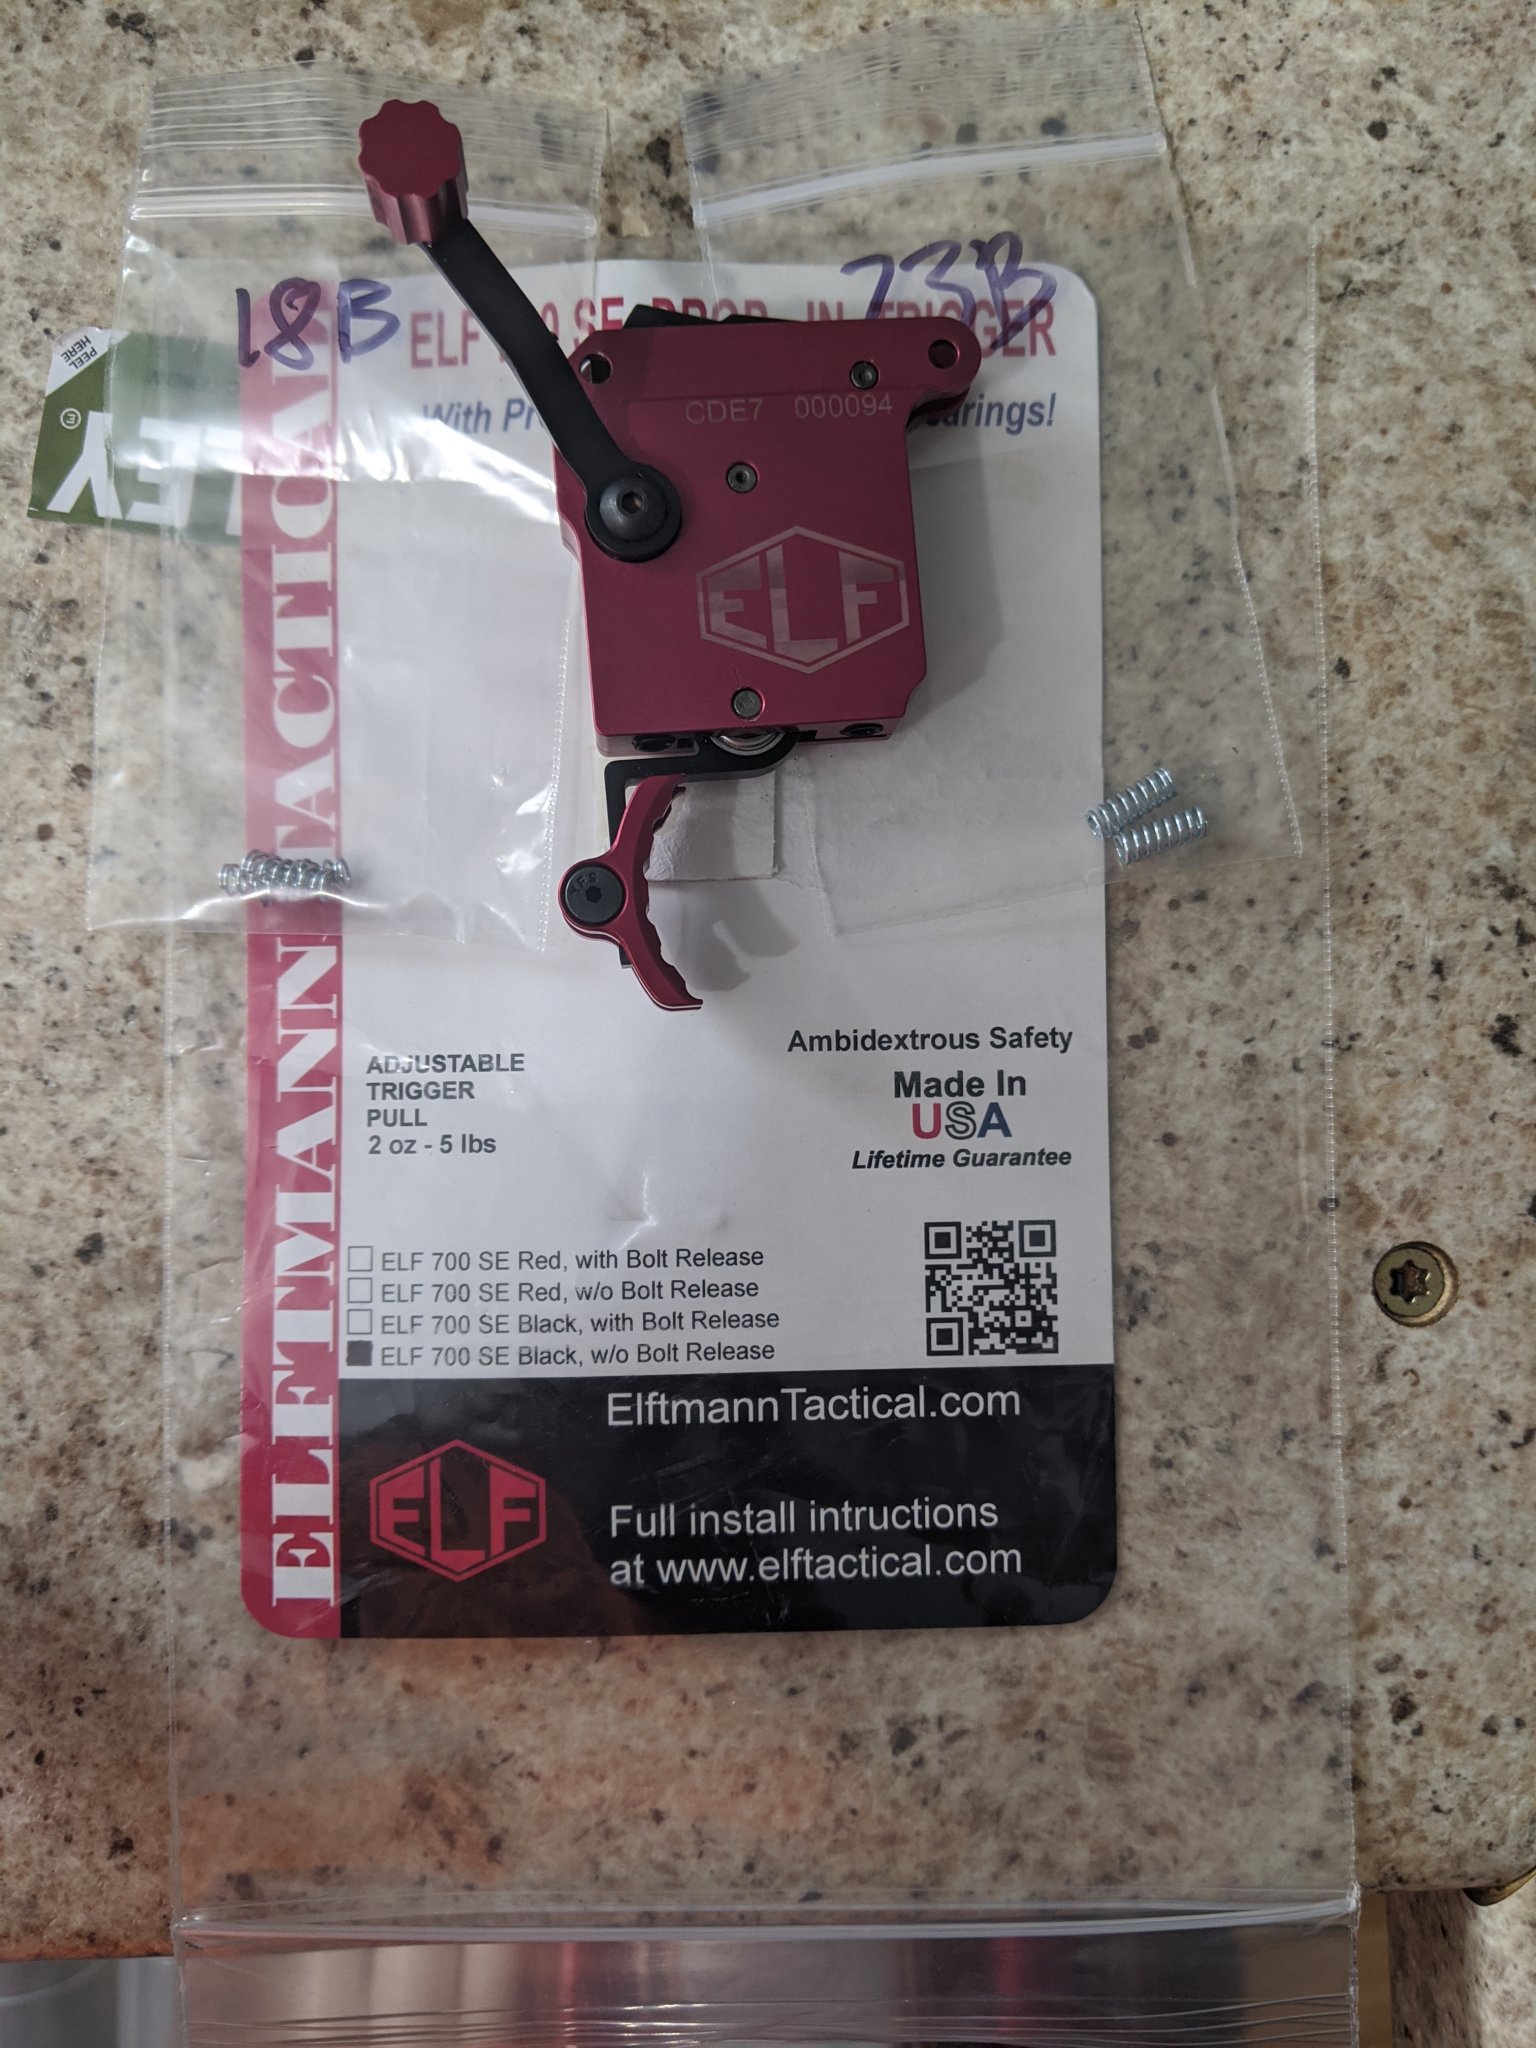 18B
73B
ELF SE DROP-IN TRIGGER
With
CDE7 000094
ELF
PEEL
HERE
ELFTMANN TACTICAL
ADJUSTABLE
TRIGGER
PULL
2 oz - 5 lbs
Ambidextrous Safety
Made In
USA
Lifetime Guarantee
ELF 700 SE Red, with Bolt Release
ELF 700 SE Red, w/o Bolt Release
ELF 700 SE Black, with Bolt Release
ELF 700 SE Black, w/o Bolt Release
ElftmannTactical.com
ELF
Full install intructions
at www.elftactical.com